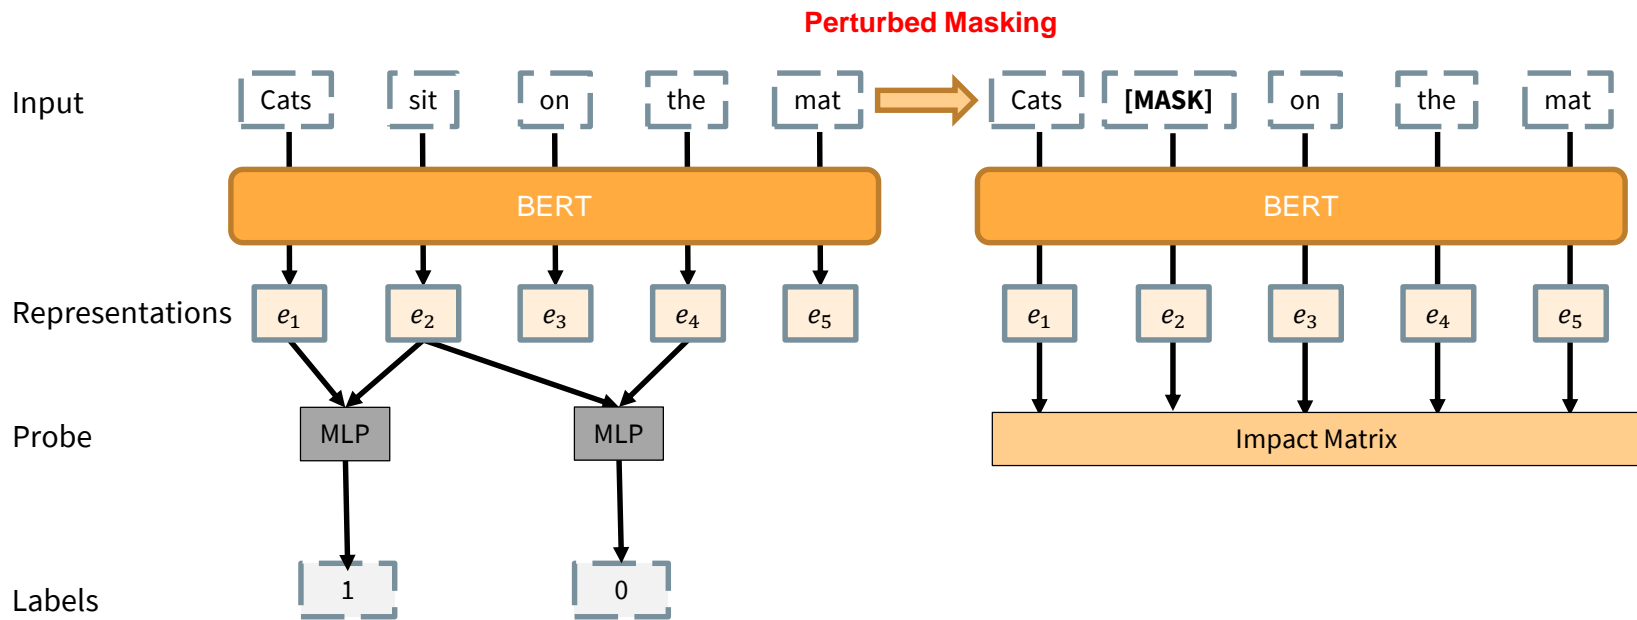 Perturbed Masking
Input Cats sit on the mat Cats [MASK] on the mat
BERT BERT
Representations e₁ e₂ e₃ e₄ e₅ e₁ e₂ e₃ e₄ e₅
Probe MLP MLP Impact Matrix
Labels 1 0